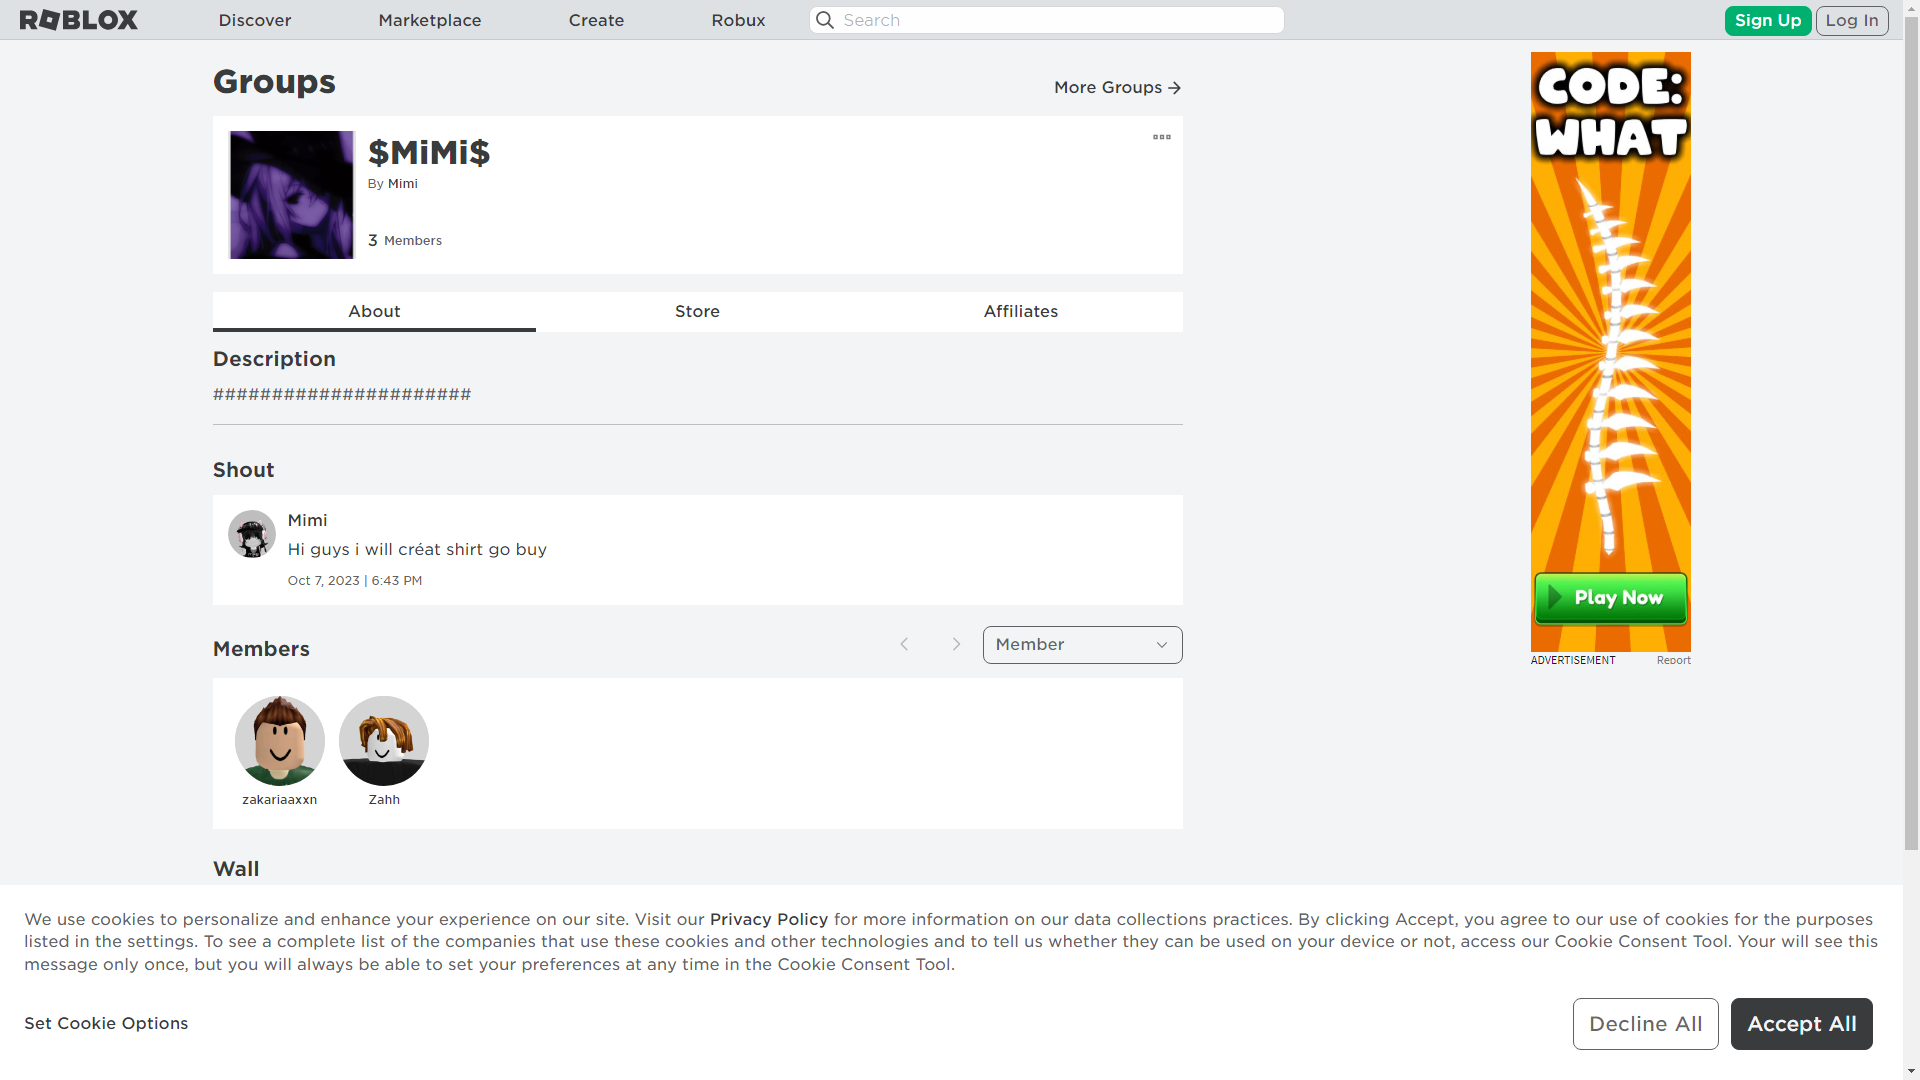 ROBLOX
Discover
Marketplace
Create
Robux
Search
Sign Up
Log In
Groups
More Groups
$MiMi$
By Mimi
3 Members
About
Store
Affiliates
Description
######################
Shout
Mimi
Hi guys i will créat shirt go buy
Oct 7, 2023 | 6:43 PM
Members
Member
zakariaaxxn
Zahh
Wall
CODE:
WHAT
Play Now
ADVERTISEMENT
Report
We use cookies to personalize and enhance your experience on our site. Visit our Privacy Policy for more information on our data collections practices. By clicking Accept, you agree to our use of cookies for the purposes
listed in the settings. To see a complete list of the companies that use these cookies and other technologies and to tell us whether they can be used on your device or not, access our Cookie Consent Tool. Your will see this
message only once, but you will always be able to set your preferences at any time in the Cookie Consent Tool.
Set Cookie Options
Decline All
Accept All